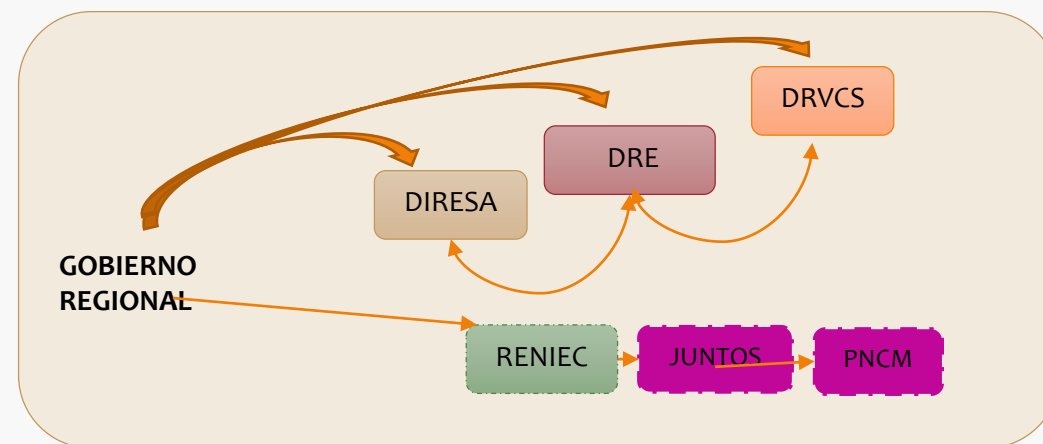 DRVCS
DRE
DIRESA
GOBIERNO
REGIONAL
RENIEC
JUNTOS
PNCM